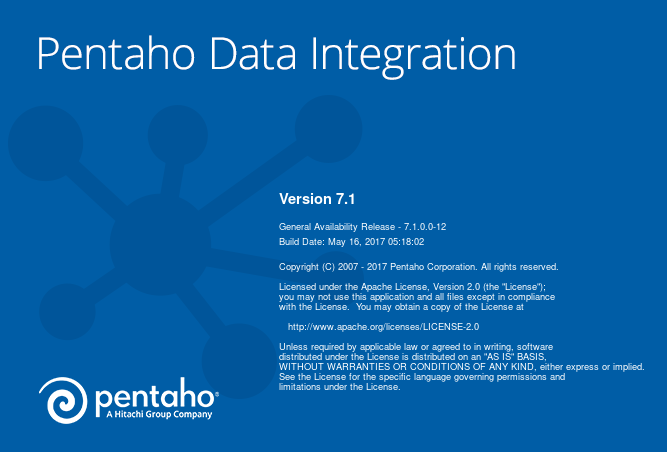 Pentaho Data Integration
Version 7.1
General Availability Release - 7.1.0.0-12
Build Date: May 16, 2017 05:18:02
Copyright (C) 2007 - 2017 Pentaho Corporation. All rights reserved.
Licensed under the Apache License, Version 2.0 (the "License");
you may not use this application and all files except in compliance
with the License.  You may obtain a copy of the License at
http://www.apache.org/licenses/LICENSE-2.0
Unless required by applicable law or agreed to in writing, software
distributed under the License is distributed on an "AS IS" BASIS,
WITHOUT WARRANTIES OR CONDITIONS OF ANY KIND, either express or implied.
See the License for the specific language governing permissions and
limitations under the License.
pentaho®
A Hitachi Group Company